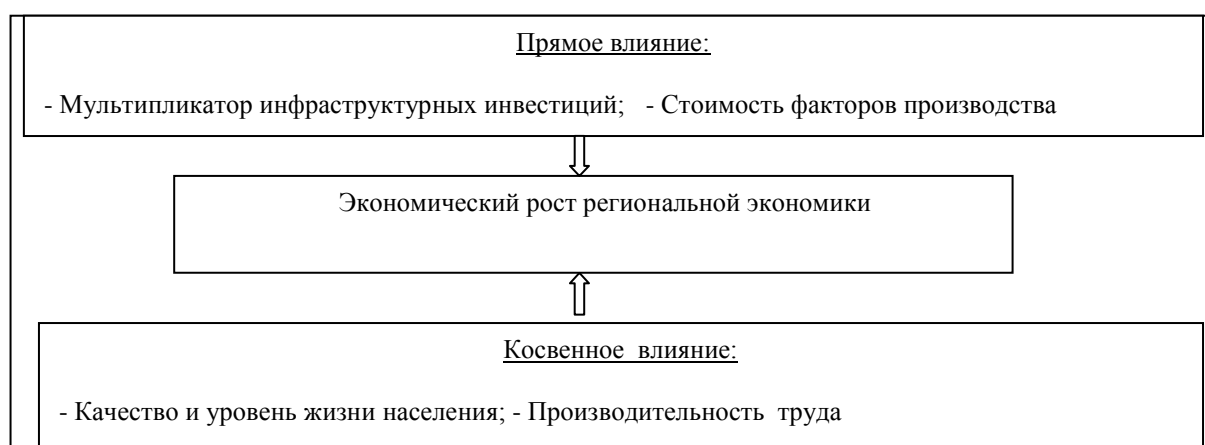 Прямое влияние:
- Мультипликатор инфраструктурных инвестиций; - Стоимость факторов производства
Экономический рост региональной экономики
Косвенное влияние:
- Качество и уровень жизни населения; - Производительность труда